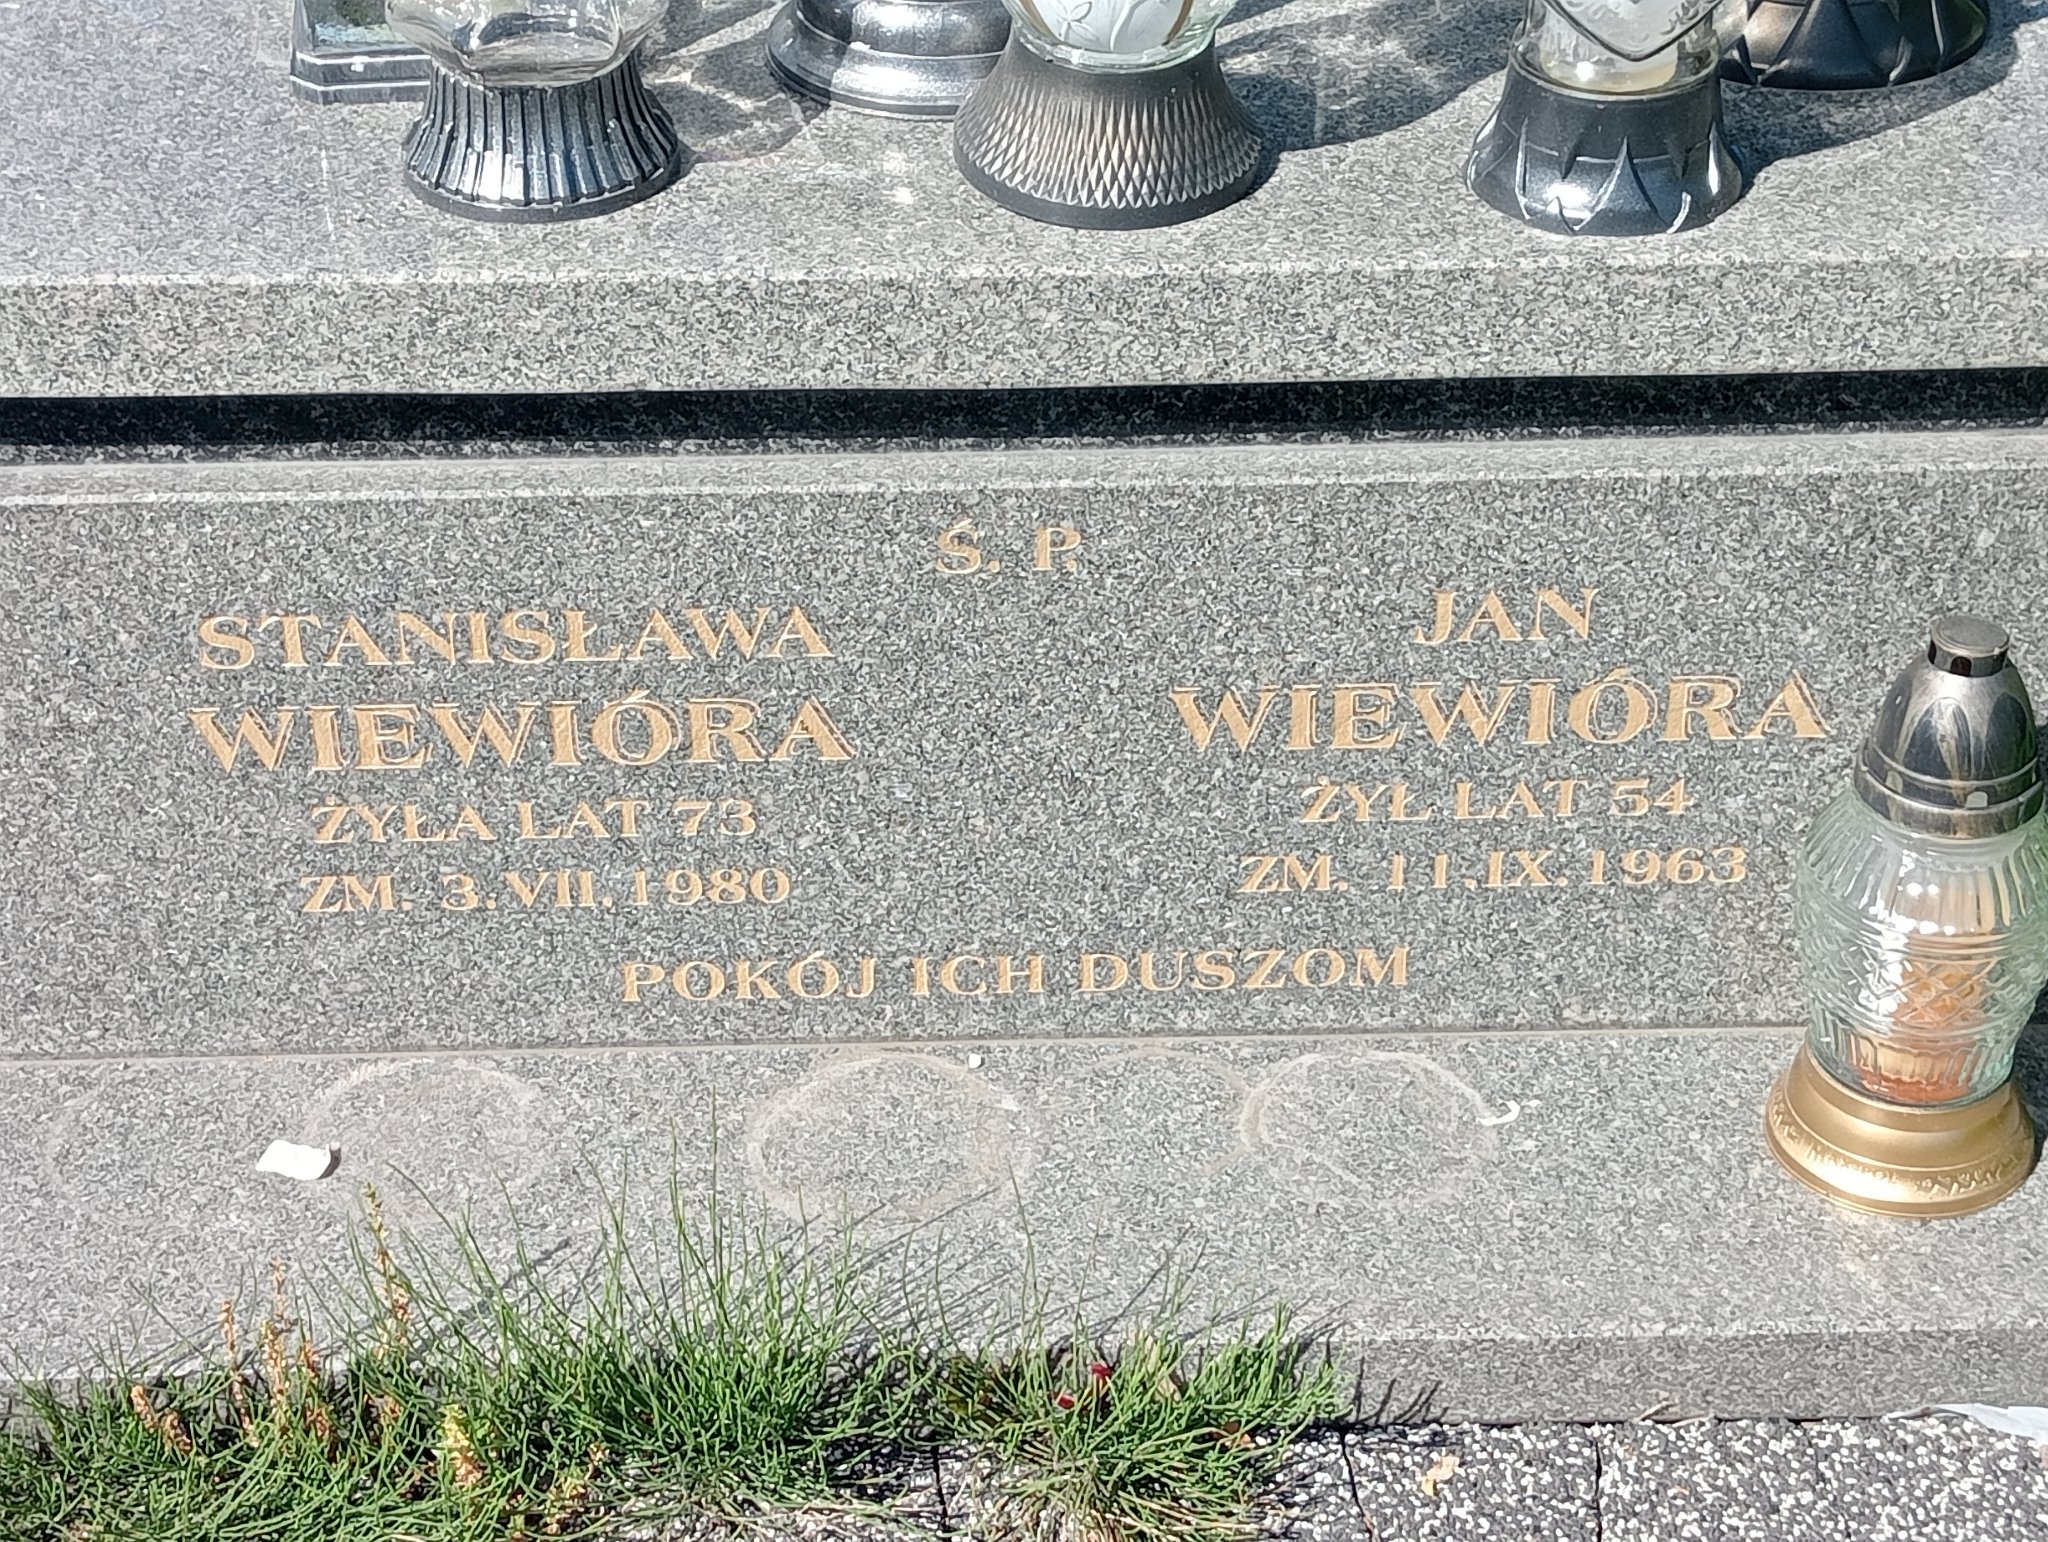 Ś. P.
STANISŁAWA
WIEWIÓRA
ŻYŁA LAT 73
ZM. 3.VII.1980
JAN
WIEWIÓRA
ŻYŁ LAT 54
ZM. 11.IX.1963
POKÓJ ICH DUSZOM